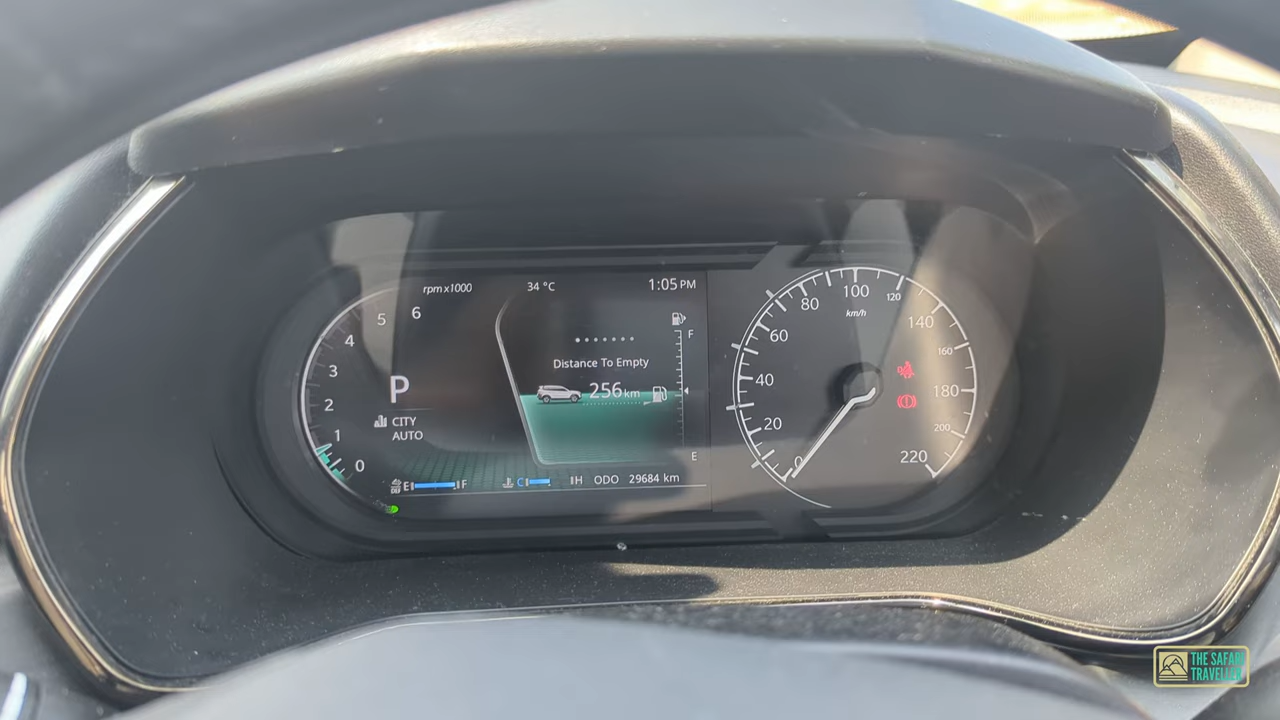 rpm x1000
34 °C
1:05 PM
6
5
4
3
2
1
0
P
CITY
AUTO
Distance To Empty
256 km
F
E
E F
C H
ODO 29684 km
0
20
40
60
80
100
120
140
160
180
200
220
km/h
THE SAFARI
TRAVELLER